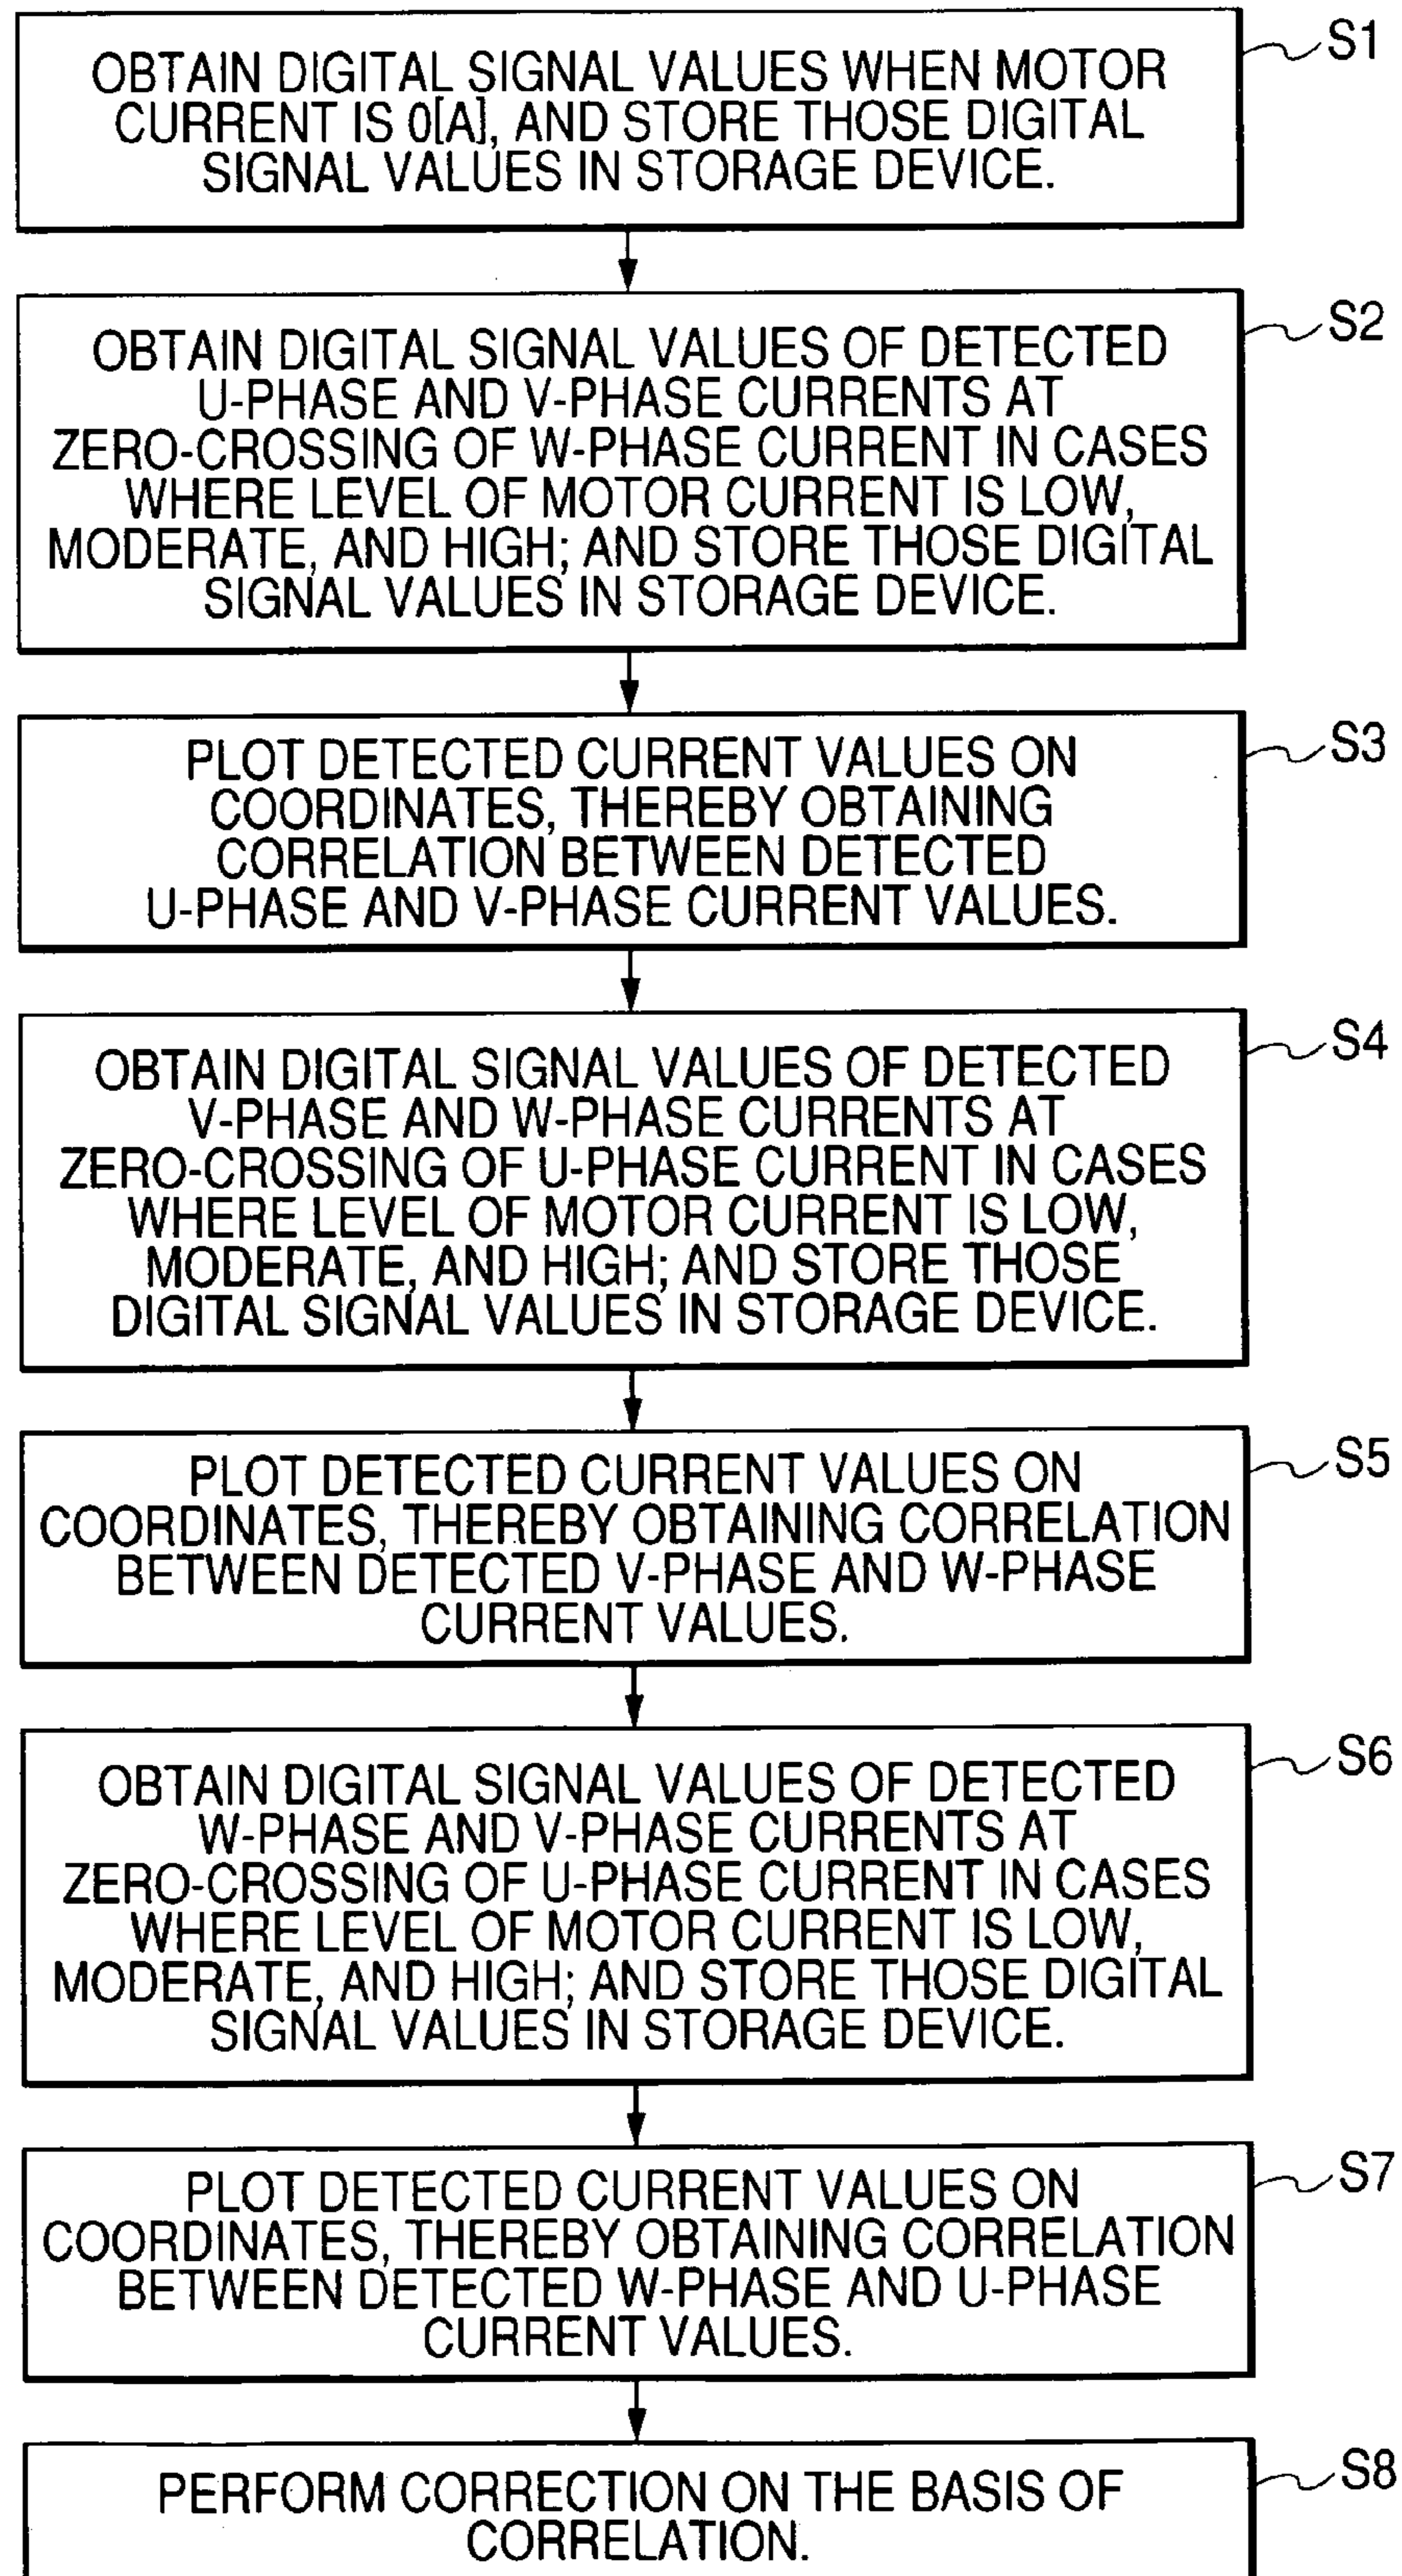 S1
OBTAIN DIGITAL SIGNAL VALUES WHEN MOTOR
CURRENT IS 0[A], AND STORE THOSE DIGITAL
SIGNAL VALUES IN STORAGE DEVICE.
S2
OBTAIN DIGITAL SIGNAL VALUES OF DETECTED
U-PHASE AND V-PHASE CURRENTS AT
ZERO-CROSSING OF W-PHASE CURRENT IN CASES
WHERE LEVEL OF MOTOR CURRENT IS LOW,
MODERATE, AND HIGH; AND STORE THOSE DIGITAL
SIGNAL VALUES IN STORAGE DEVICE.
S3
PLOT DETECTED CURRENT VALUES ON
COORDINATES, THEREBY OBTAINING
CORRELATION BETWEEN DETECTED
U-PHASE AND V-PHASE CURRENT VALUES.
S4
OBTAIN DIGITAL SIGNAL VALUES OF DETECTED
V-PHASE AND W-PHASE CURRENTS AT
ZERO-CROSSING OF U-PHASE CURRENT IN CASES
WHERE LEVEL OF MOTOR CURRENT IS LOW,
MODERATE, AND HIGH; AND STORE THOSE
DIGITAL SIGNAL VALUES IN STORAGE DEVICE.
S5
PLOT DETECTED CURRENT VALUES ON
COORDINATES, THEREBY OBTAINING CORRELATION
BETWEEN DETECTED V-PHASE AND W-PHASE
CURRENT VALUES.
S6
OBTAIN DIGITAL SIGNAL VALUES OF DETECTED
W-PHASE AND V-PHASE CURRENTS AT
ZERO-CROSSING OF U-PHASE CURRENT IN CASES
WHERE LEVEL OF MOTOR CURRENT IS LOW,
MODERATE, AND HIGH; AND STORE THOSE DIGITAL
SIGNAL VALUES IN STORAGE DEVICE.
S7
PLOT DETECTED CURRENT VALUES ON
COORDINATES, THEREBY OBTAINING CORRELATION
BETWEEN DETECTED W-PHASE AND U-PHASE
CURRENT VALUES.
S8
PERFORM CORRECTION ON THE BASIS OF
CORRELATION.